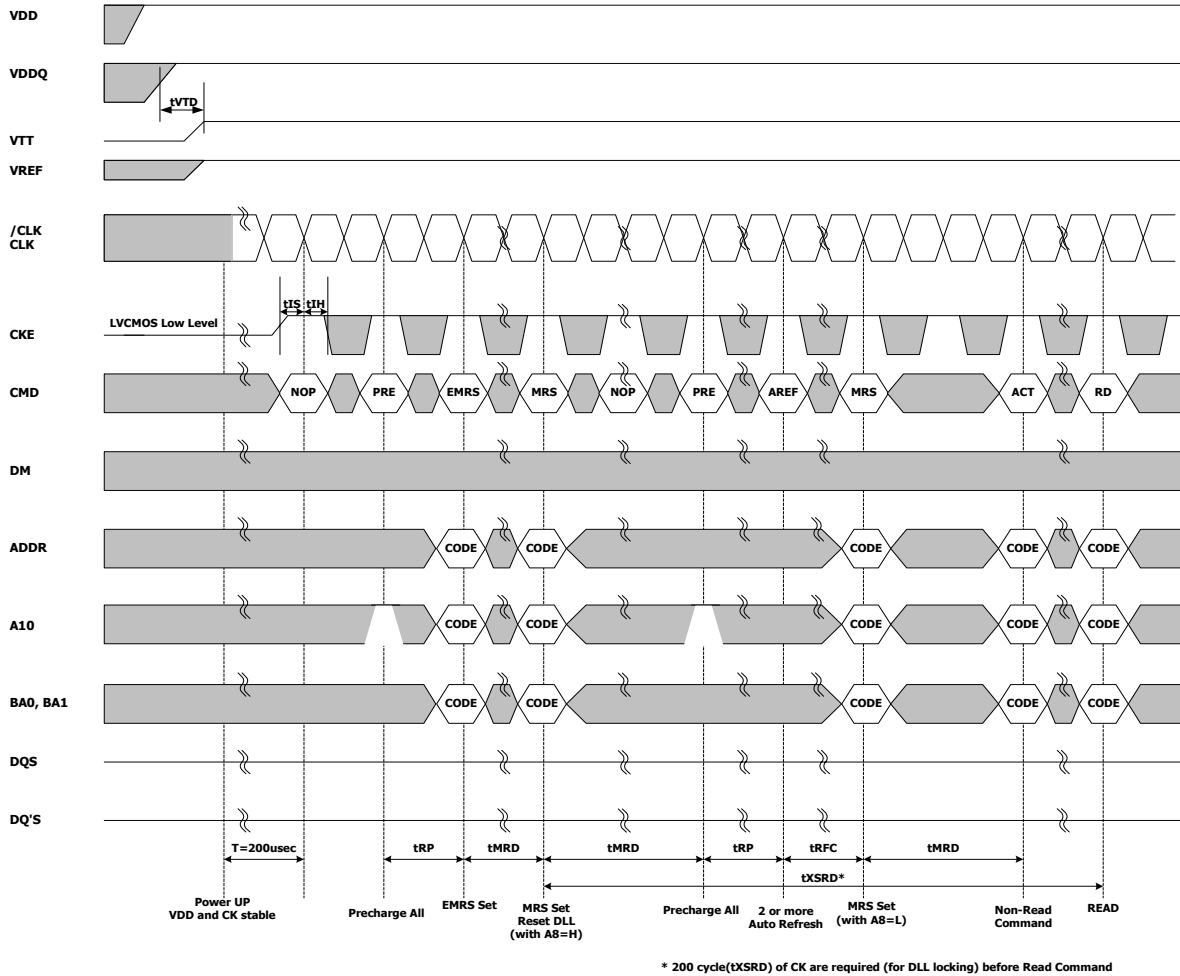 VDD
VDDQ
tVTD
VTT
VREF
/CLK
CLK
tIS tIH
LVCMOS Low Level
CKE
CMD NOP PRE EMRS MRS NOP PRE AREF MRS ACT RD
DM
ADDR CODE CODE CODE CODE CODE
A10 CODE CODE CODE CODE CODE
BA0, BA1 CODE CODE CODE CODE CODE
DQS
DQ'S
T=200usec tRP tMRD tMRD tRP tRFC tMRD
tXSRD*
Power UP
VDD and CK stable
Precharge All
EMRS Set
MRS Set
Reset DLL
(with A8=H)
Precharge All
2 or more
Auto Refresh
MRS Set
(with A8=L)
Non-Read
Command
READ
* 200 cycle(tXSRD) of CK are required (for DLL locking) before Read Command